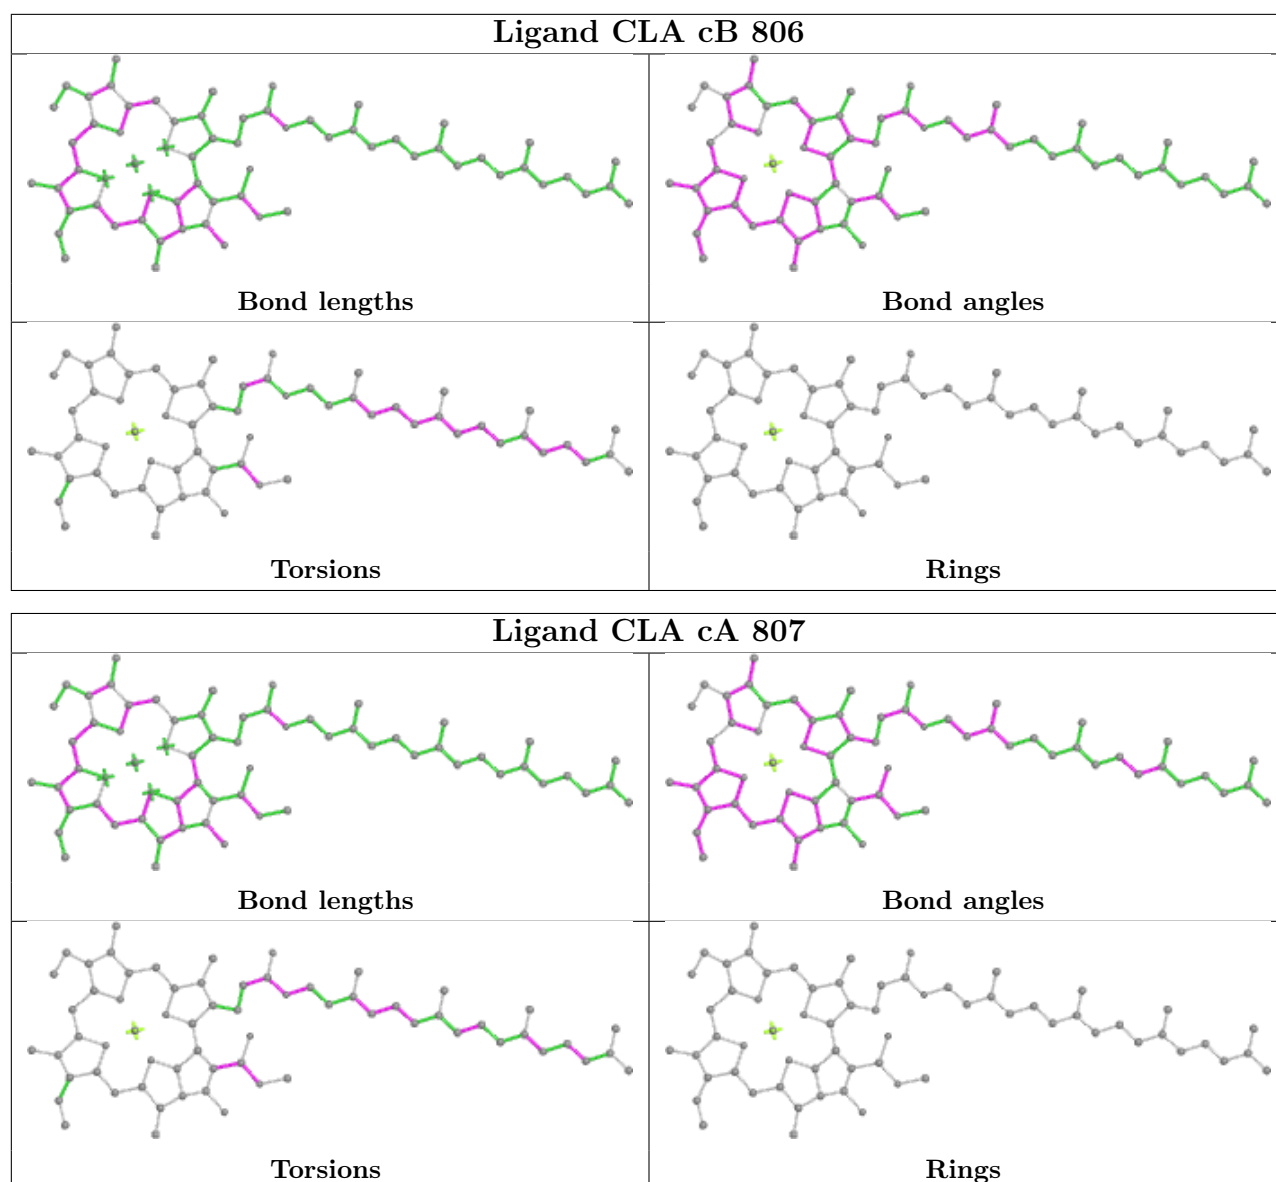 Ligand CLA cB 806
Bond lengths
Bond angles
Torsions
Rings
Ligand CLA cA 807
Bond lengths
Bond angles
Torsions
Rings